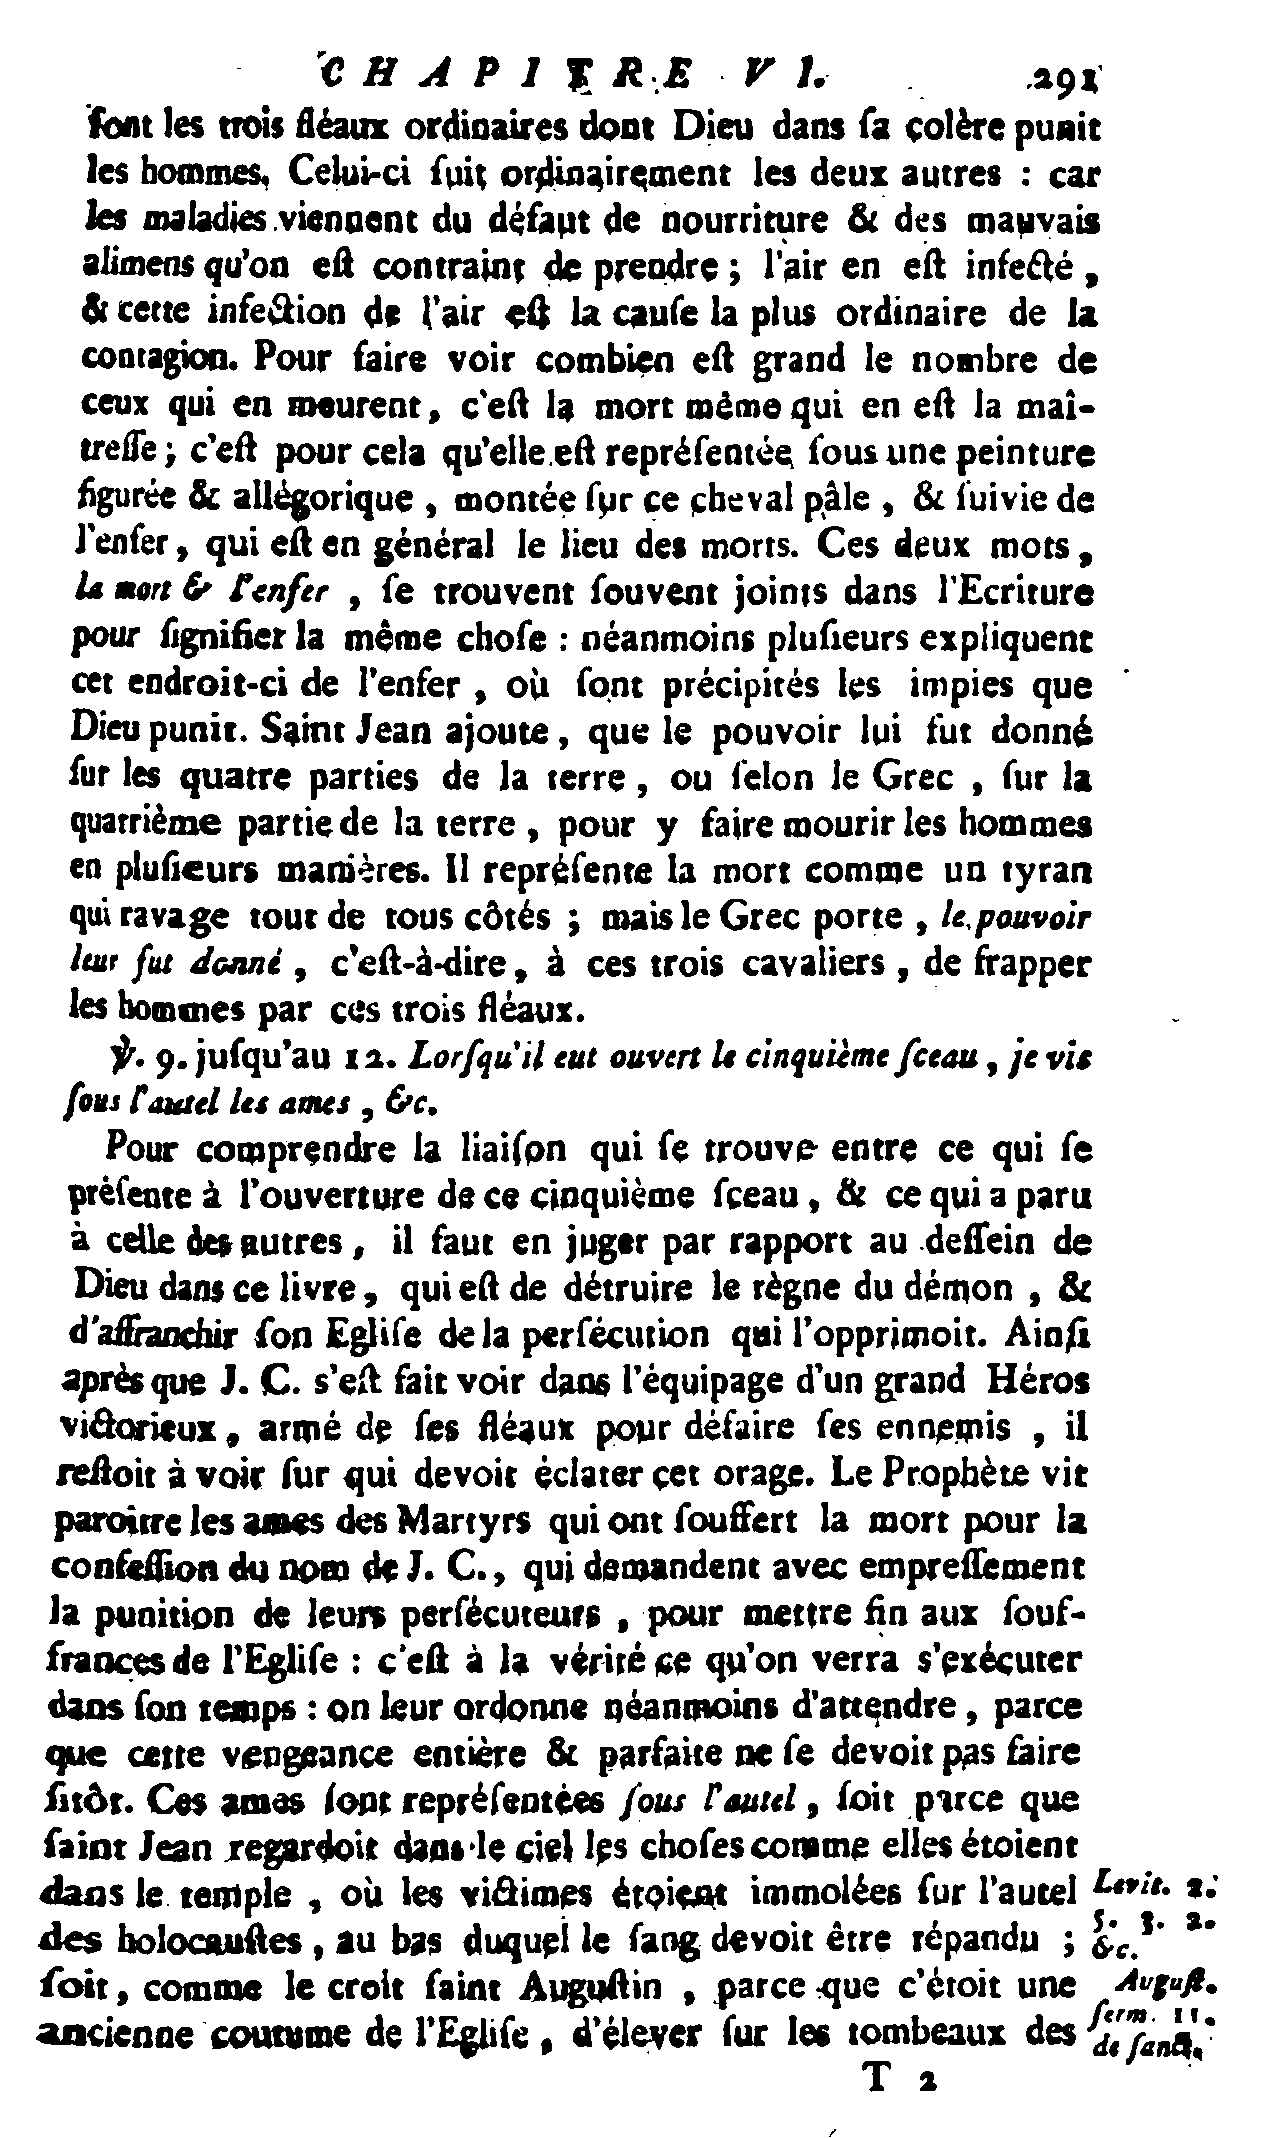 CHAPITRE VI. 291
ſont les trois fléaux ordinaires dont Dieu dans ſa colère punit
les hommes, Celui-ci ſuit ordinairement les deux autres : car
les maladies viennent du défaut de nourriture & des mauvais
alimens qu'on eſt contraint de prendre ; l'air en eſt infecté ,
& cette infection de l'air eſt la cauſe la plus ordinaire de la
contagion. Pour faire voir combien eſt grand le nombre de
ceux qui en meurent, c'eſt la mort même qui en eſt la maî-
treſſe ; c'eſt pour cela qu'elle eſt repréſentée ſous une peinture
figurée & allégorique , montée ſur ce cheval pâle , & ſuivie de
l'enfer, qui eſt en général le lieu des morts. Ces deux mots,
la mort & l'enfer , ſe trouvent ſouvent joints dans l'Ecriture
pour ſignifier la même choſe : néanmoins pluſieurs expliquent
cet endroit-ci de l'enfer , où ſont précipités les impies que
Dieu punit. Saint Jean ajoute, que le pouvoir lui fut donné
ſur les quatre parties de la terre , ou ſelon le Grec , ſur la
quatrième partie de la terre , pour y faire mourir les hommes
en pluſieurs manières. Il repréſente la mort comme un tyran
qui ravage tout de tous côtés ; mais le Grec porte , le pouvoir
leur fut donné , c'eſt-à-dire, à ces trois cavaliers , de frapper
les hommes par ces trois fléaux.
℣. 9. juſqu'au 12. Lorſqu'il eut ouvert le cinquième ſceau , je vis
ſous l'autel les ames , &c.
Pour comprendre la liaiſon qui ſe trouve entre ce qui ſe
préſente à l'ouverture de ce cinquième ſceau , & ce qui a paru
à celle des autres, il faut en juger par rapport au deſſein de
Dieu dans ce livre, qui eſt de détruire le règne du démon , &
d'affranchir ſon Egliſe de la perſécution qui l'opprimoit. Ainſi
après que J. C. s'eſt fait voir dans l'équipage d'un grand Héros
victorieux, armé de ſes fléaux pour défaire ſes ennemis , il
reſtoit à voir ſur qui devoit éclater cet orage. Le Prophète vit
paroître les ames des Martyrs qui ont ſouffert la mort pour la
confeſſion du nom de J. C., qui demandent avec empreſſement
la punition de leurs perſécuteurs , pour mettre fin aux ſouf-
frances de l'Egliſe : c'eſt à la vérité ce qu'on verra s'exécuter
dans ſon temps : on leur ordonne néanmoins d'attendre, parce
que cette vengeance entière & parfaite ne ſe devoit pas faire
ſitôt. Ces ames ſont repréſentées ſous l'autel , ſoit parce que
ſaint Jean regardoit dans le ciel les choſes comme elles étoient
dans le temple , où les victimes étoient immolées ſur l'autel
des holocauſtes, au bas duquel le ſang devoit être répandu ;
ſoit, comme le croit ſaint Auguſtin , parce que c'étoit une
ancienne coutume de l'Egliſe , d'élever ſur les tombeaux des
Levit. 2.
5. 3. 2.
&c.
Auguſt.
ſerm. 11.
de ſanct.
T 2